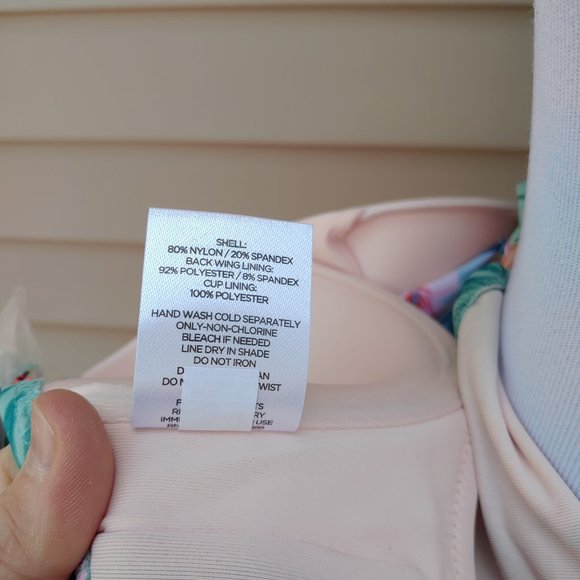 SHELL:
80% NYLON / 20% SPANDEX
BACK WING LINING:
92% POLYESTER / 8% SPANDEX
CUP LINING:
100% POLYESTER
HAND WASH COLD SEPARATELY
ONLY-NON-CHLORINE
BLEACH IF NEEDED
LINE DRY IN SHADE
DO NOT IRON